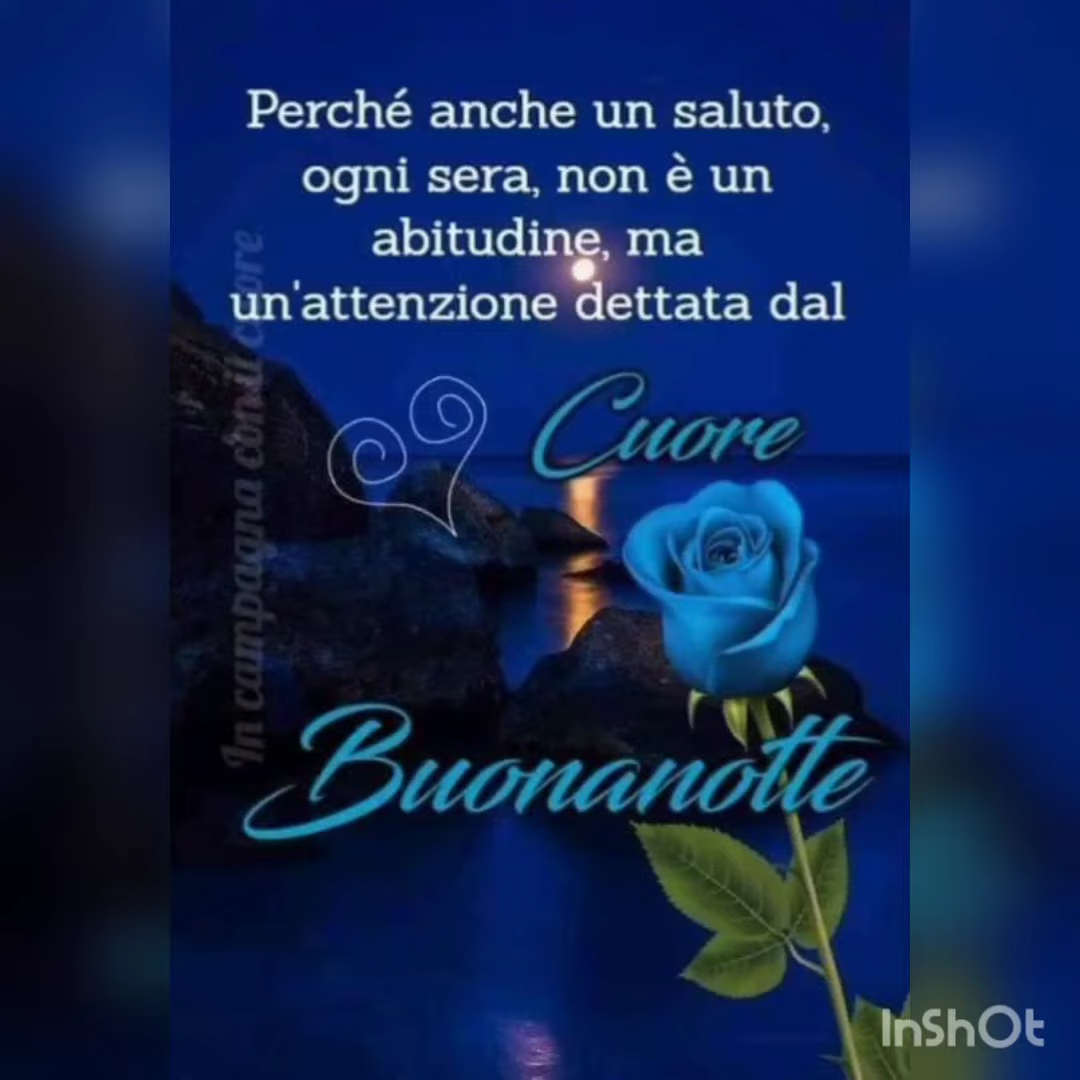 Perché anche un saluto,
ogni sera, non è un
abitudine, ma
un'attenzione dettata dal
Cuore
Buonanotte
In campagna con il cuore
InShOt